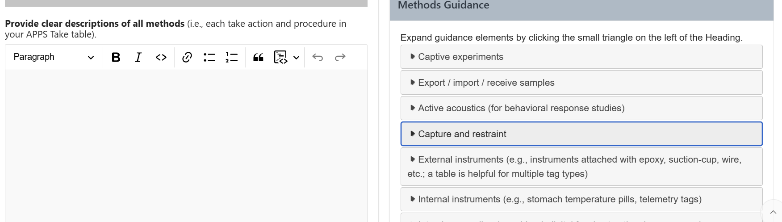 Methods Guidance
Provide clear descriptions of all methods (i.e., each take action and procedure in
your APPS Take table).
Paragraph
B I <>
Expand guidance elements by clicking the small triangle on the left of the Heading.
Captive experiments
Export / import / receive samples
Active acoustics (for behavioral response studies)
Capture and restraint
External instruments (e.g., instruments attached with epoxy, suction-cup, wire,
etc.; a table is helpful for multiple tag types)
Internal instruments (e.g., stomach temperature pills, telemetry tags)